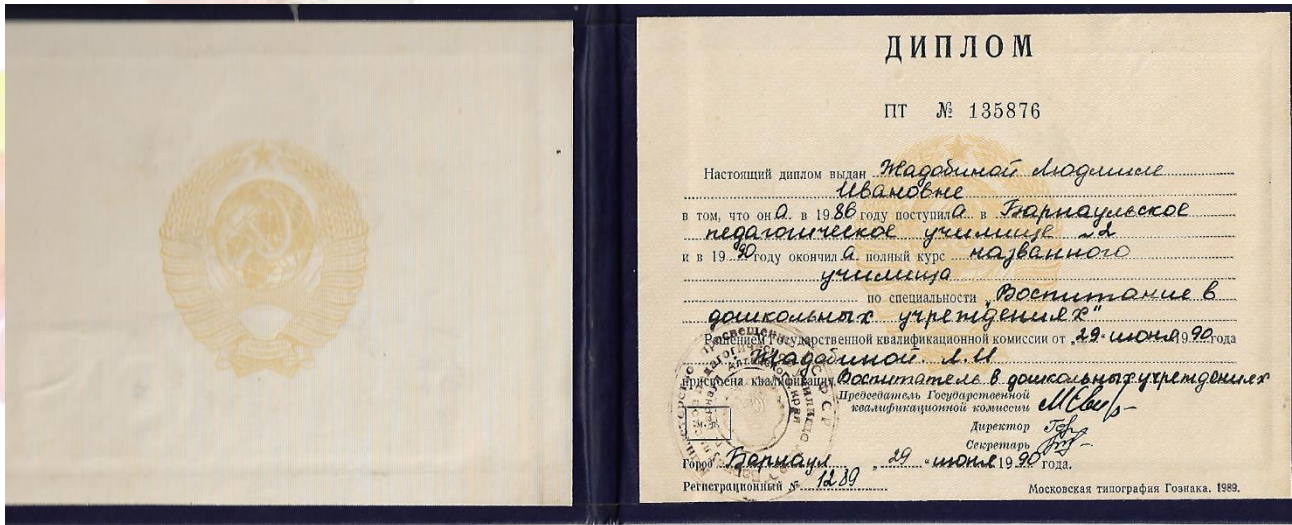 ДИПЛОМ
ПТ № 135876
Настоящий диплом выдан Жадобиной Людмиле
Ивановне
в том, что она в 1986 году поступила в Барнаульское
педагогическое училище №2
и в 1990 году окончила полный курс названного
училища
по специальности „Воспитание в
дошкольных учреждениях"
Решением Государственной квалификационной комиссии от „29" июня 1990 года
Жадобиной Л.И
присвоена квалификация Воспитатель в дошкольных учреждениях
Председатель Государственной
квалификационной комиссии
Директор
Секретарь
Город Барнаул „29" июня 1990 года.
Регистрационный № 1289
Московская типография Гознака. 1989.